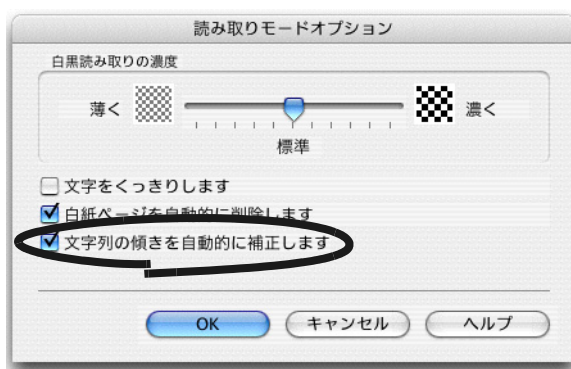 読み取りモードオプション
白黒読み取りの濃度
薄く 濃く
標準
文字をくっきりします
白紙ページを自動的に削除します
文字列の傾きを自動的に補正します
OK キャンセル ヘルプ